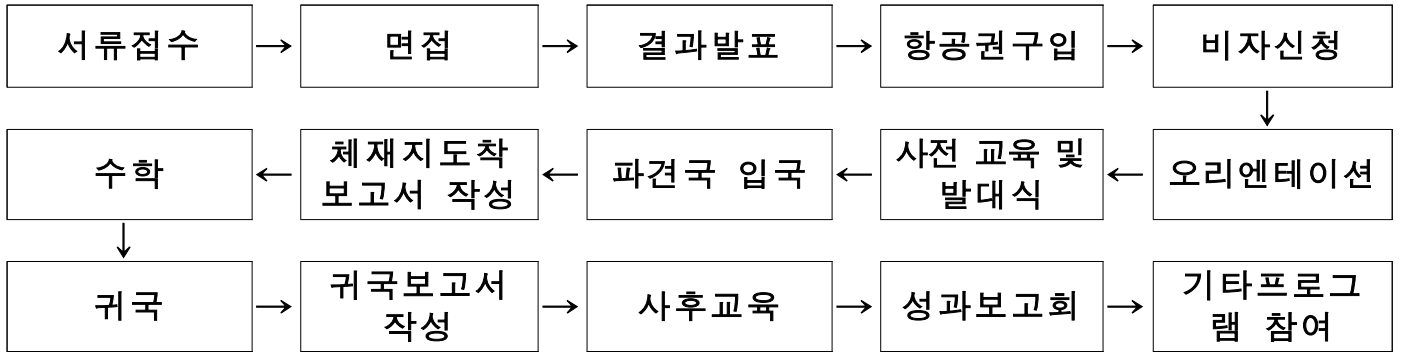 서류접수
면접
결과발표
항공권구입
비자신청
오리엔테이션
사전 교육 및
발대식
파견국 입국
체재지도착
보고서 작성
수학
귀국
귀국보고서
작성
사후교육
성과보고회
기타프로그
램 참여